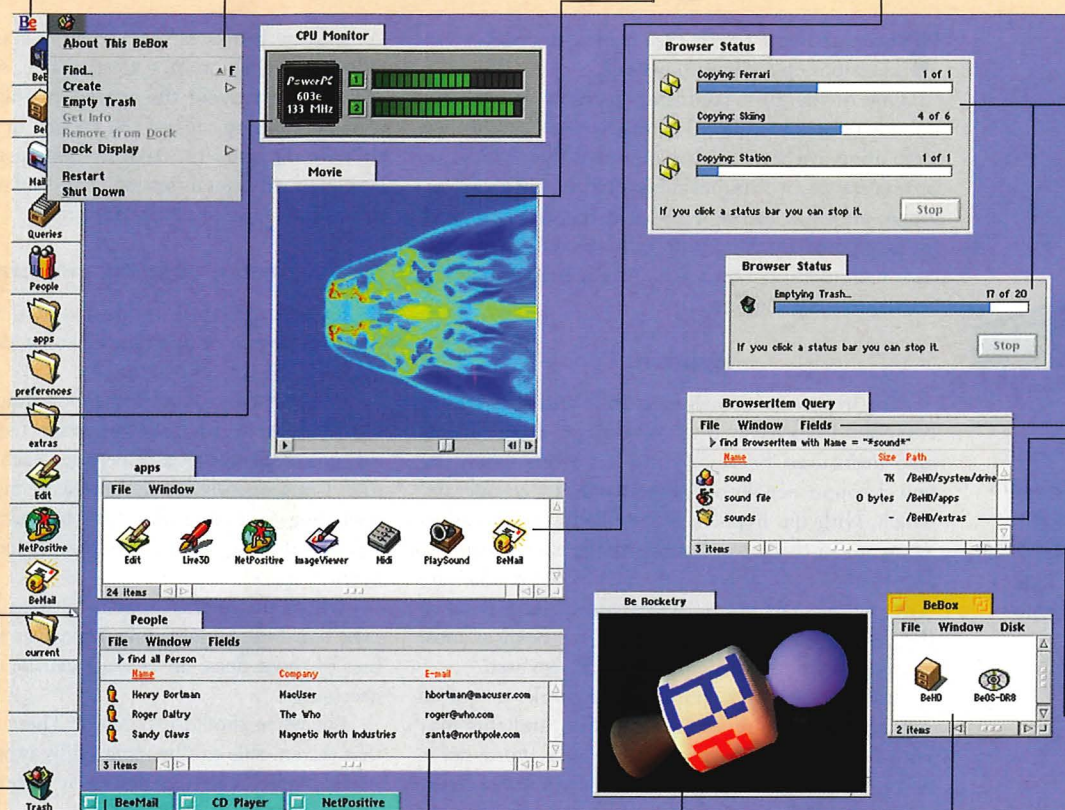 Be
About This BeBox
Find.. F
Create
Empty Trash
Get Info
Remove from Dock
Dock Display
Restart
Shut Down
Queries
People
apps
preferences
extras
Edit
NetPositive
BeMail
current
Trash
CPU Monitor
PowerPC
603e
133 MHz
1
2
Movie
Browser Status
Copying: Ferrari 1 of 1
Copying: Skiing 4 of 6
Copying: Station 1 of 1
If you click a status bar you can stop it. Stop
Browser Status
Emptying Trash... 17 of 20
If you click a status bar you can stop it. Stop
BrowserItem Query
File Window Fields
find BrowserItem with Name = "*sound*"
Name Size Path
sound 7K /BeHD/system/drive
sound file 0 bytes /BeHD/apps
sounds /BeHD/extras
3 items
apps
File Window
Edit Live3D NetPositive ImageViewer Midi PlaySound BeMail
24 items
People
File Window Fields
find all Person
Name Company E-mail
Henry Bortman MacUser hbortman@macuser.com
Roger Daltry The Who roger@who.com
Sandy Claws Magnetic North Industries santa@northpole.com
3 items
Be Rocketry
BE
BeBox
File Window Disk
BeHD BeOS-DR8
2 items
Be•Mail CD Player NetPositive